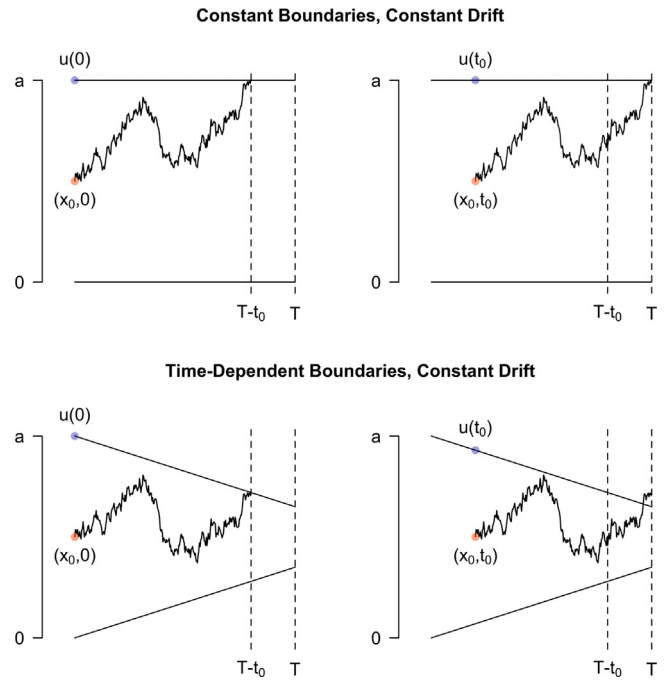 Constant Boundaries, Constant Drift
u(0)
u(t₀)
a
a
(x₀,0)
(x₀,t₀)
0
0
T-t₀ T
T-t₀ T
Time-Dependent Boundaries, Constant Drift
u(0)
u(t₀)
a
a
(x₀,0)
(x₀,t₀)
0
0
T-t₀ T
T-t₀ T